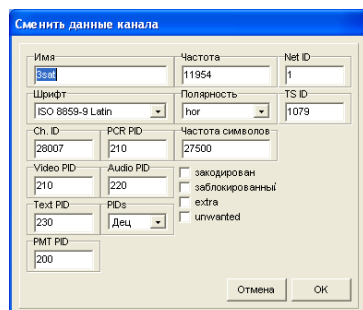 Сменить данные канала
Имя Частота Net ID
3sat 11954 1
Шрифт Полярность TS ID
ISO 8859-9 Latin hor 1079
Ch. ID PCR PID Частота символов
28007 210 27500
Video PID Audio PID закодирован
210 220 заблокированный
Text PID PIDs extra
230 Дец unwanted
PMT PID
200
Отмена OK